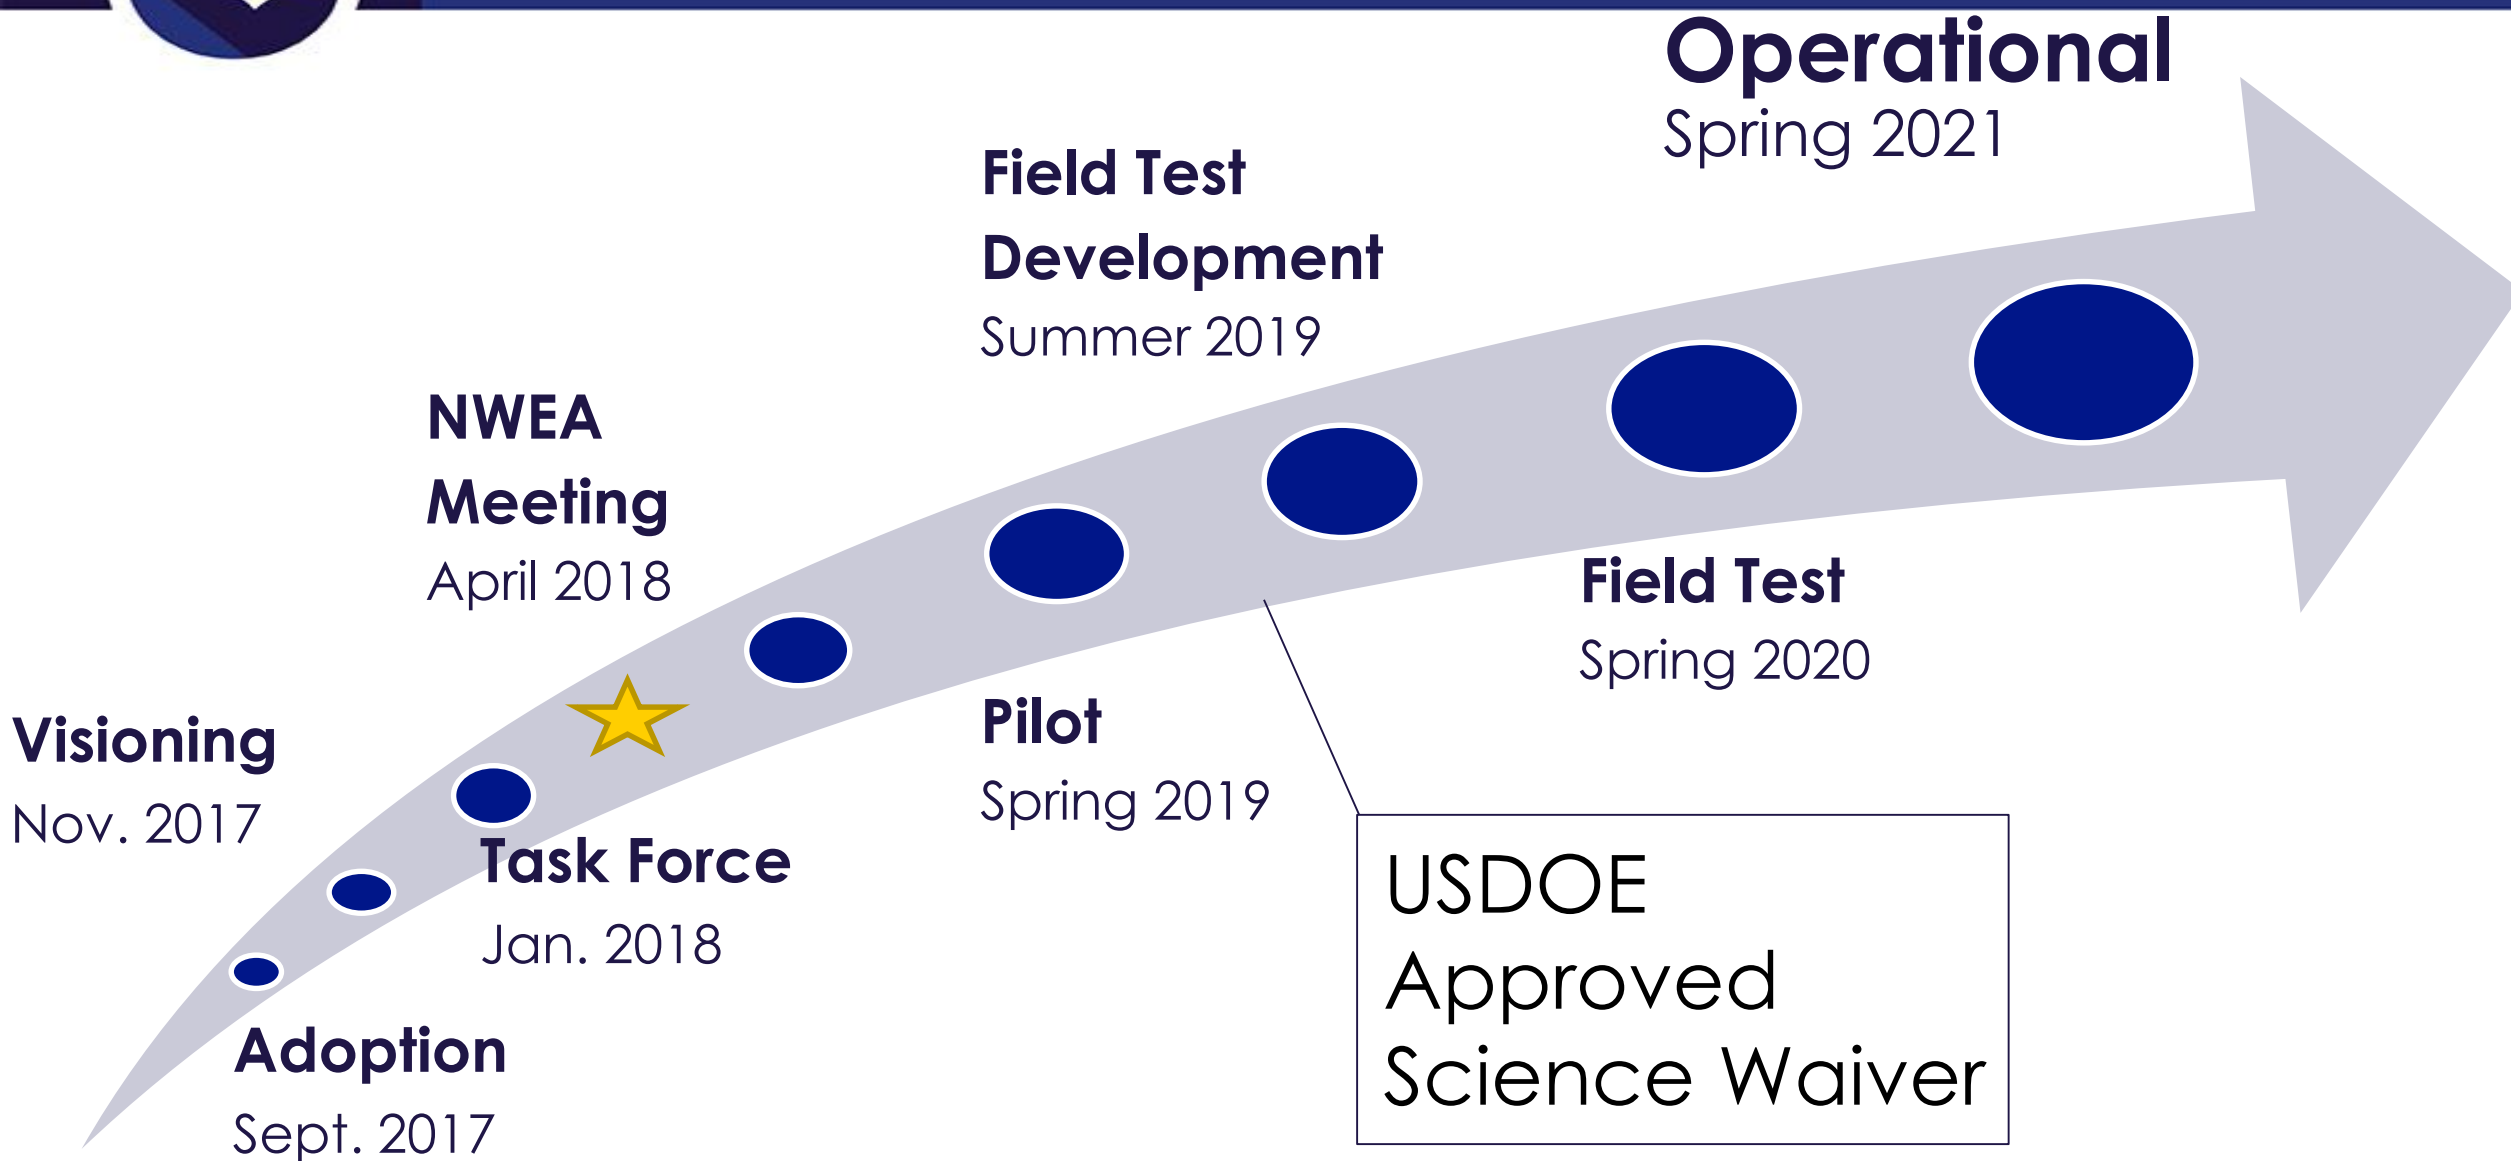 Operational
Spring 2021
Field Test
Development
Summer 2019
NWEA
Meeting
April 2018
Field Test
Spring 2020
Visioning
Nov. 2017
Pilot
Spring 2019
Task Force
Jan. 2018
USDOE
Approved
Science Waiver
Adoption
Sept. 2017